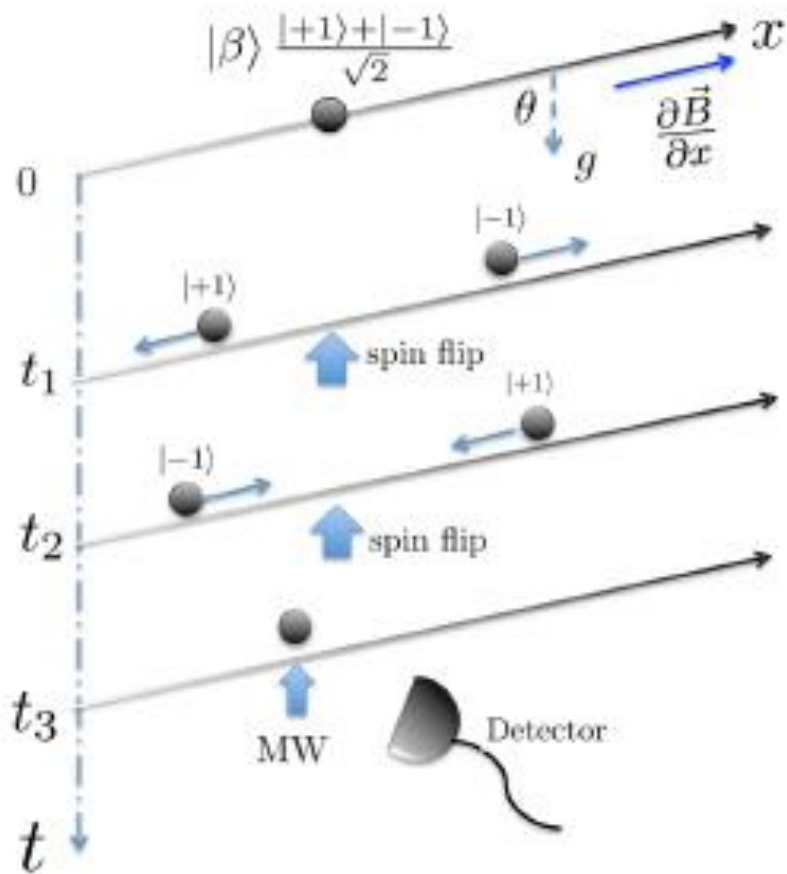 |β⟩ (|+1⟩+|−1⟩)/√2
x
θ
g
∂B⃗/∂x
0
|−1⟩
|+1⟩
t₁
spin flip
|+1⟩
|−1⟩
t₂
spin flip
t₃
MW
Detector
t